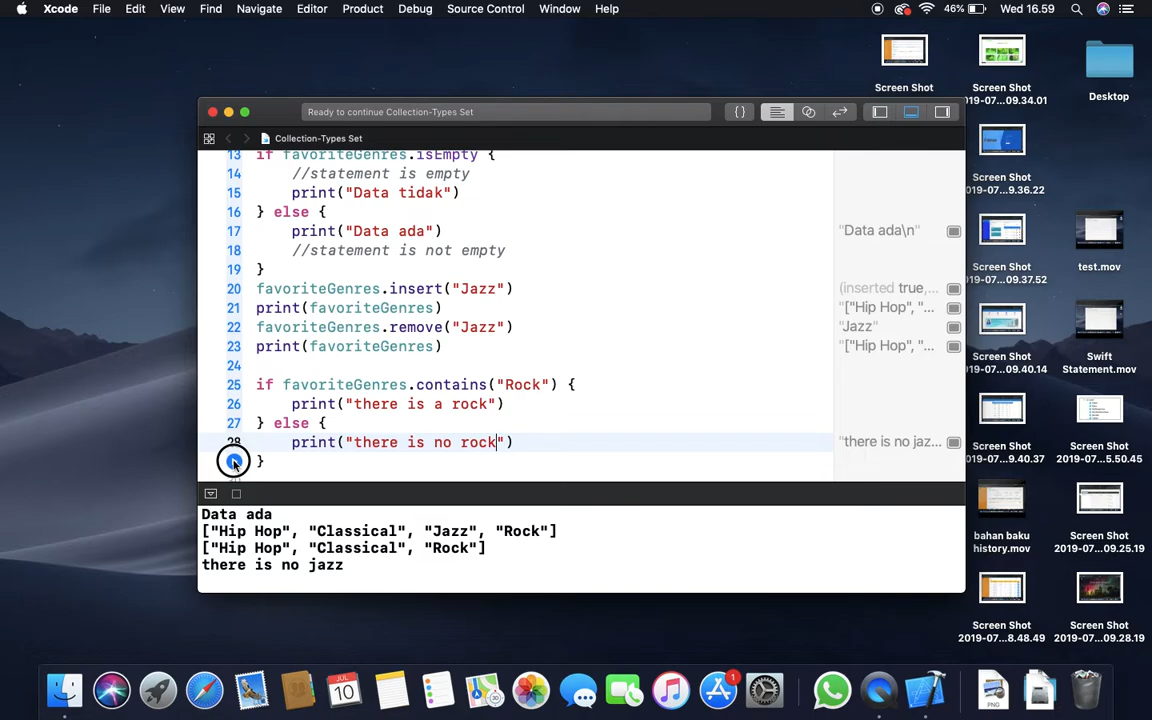 Xcode File Edit View Find Navigate Editor Product Debug Source Control Window Help 46% Wed 16.59
Ready to continue Collection-Types Set
{ }
Collection-Types Set
13 if favoriteGenres.isEmpty {
14 //statement is empty
15 print("Data tidak")
16 } else {
17 print("Data ada") "Data ada\n"
18 //statement is not empty
19 }
20 favoriteGenres.insert("Jazz") (inserted true,...
21 print(favoriteGenres) "["Hip Hop", "...
22 favoriteGenres.remove("Jazz") "Jazz"
23 print(favoriteGenres) "["Hip Hop", "...
24
25 if favoriteGenres.contains("Rock") {
26 print("there is a rock")
27 } else {
28 print("there is no rock") "there is no jaz...
}
Data ada
["Hip Hop", "Classical", "Jazz", "Rock"]
["Hip Hop", "Classical", "Rock"]
there is no jazz
Screen Shot
Screen Shot
2019-07...09.34.01
Desktop
Screen Shot
2019-07...9.36.22
Screen Shot
2019-07...09.37.52
test.mov
Screen Shot
2019-07...09.40.14
Swift
Statement.mov
Screen Shot
2019-07...09.40.37
Screen Shot
2019-07...5.50.45
bahan baku
history.mov
Screen Shot
2019-07...09.25.19
Screen Shot
2019-07...8.48.49
Screen Shot
2019-07...09.28.19
JUL
10
1
PNG